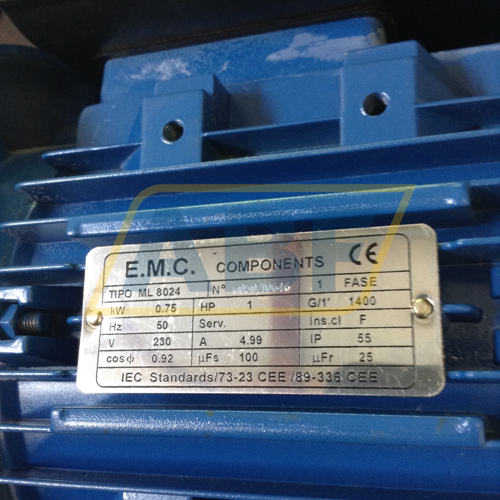 E.M.C. COMPONENTS CE
TIPO ML 8024 N° 1 FASE
kW 0.75 HP 1 G/1' 1400
Hz 50 Serv. ins.cl F
V 230 A 4.99 IP 55
cosϕ 0.92 µFs 100 µFr 25
IEC Standards/73-23 CEE /89-336 CEE